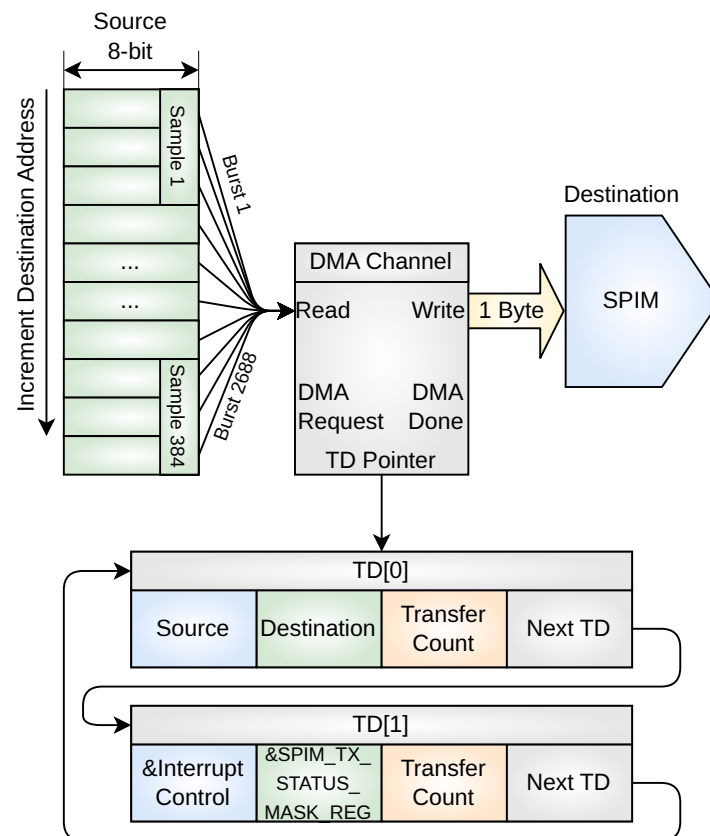 Source
8-bit
Increment Destination Address
Sample 1
...
...
Sample 384
Burst 1
Burst 2688
DMA Channel
Read
Write
DMA
Request
DMA
Done
TD Pointer
1 Byte
Destination
SPIM
TD[0]
Source
Destination
Transfer
Count
Next TD
TD[1]
&Interrupt
Control
&SPIM_TX_
STATUS_
MASK_REG
Transfer
Count
Next TD